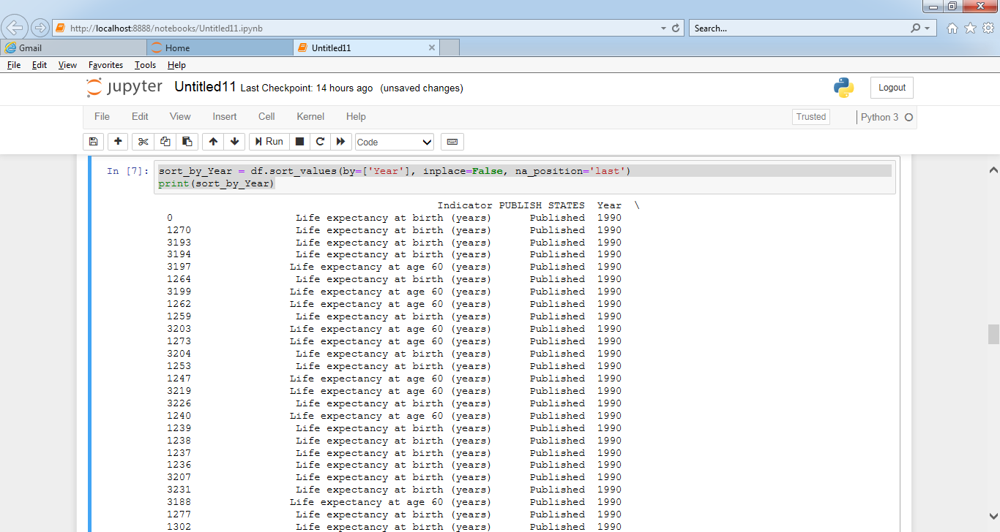 http://localhost:8888/notebooks/Untitled11.ipynb
Search...
Gmail
Home
Untitled11
File Edit View Favorites Tools Help
jupyter Untitled11 Last Checkpoint: 14 hours ago (unsaved changes)
Logout
File Edit View Insert Cell Kernel Help
Trusted
Python 3
Run
Code
In [7]: sort_by_Year = df.sort_values(by=['Year'], inplace=False, na_position='last')
print(sort_by_Year)
Indicator PUBLISH STATES Year \
0 Life expectancy at birth (years) Published 1990
1270 Life expectancy at birth (years) Published 1990
3193 Life expectancy at birth (years) Published 1990
3194 Life expectancy at birth (years) Published 1990
3197 Life expectancy at age 60 (years) Published 1990
1264 Life expectancy at birth (years) Published 1990
3199 Life expectancy at age 60 (years) Published 1990
1262 Life expectancy at age 60 (years) Published 1990
1259 Life expectancy at birth (years) Published 1990
3203 Life expectancy at age 60 (years) Published 1990
1273 Life expectancy at age 60 (years) Published 1990
3204 Life expectancy at birth (years) Published 1990
1253 Life expectancy at birth (years) Published 1990
1247 Life expectancy at age 60 (years) Published 1990
3219 Life expectancy at age 60 (years) Published 1990
3226 Life expectancy at birth (years) Published 1990
1240 Life expectancy at age 60 (years) Published 1990
1239 Life expectancy at birth (years) Published 1990
1238 Life expectancy at birth (years) Published 1990
1237 Life expectancy at birth (years) Published 1990
1236 Life expectancy at birth (years) Published 1990
3207 Life expectancy at birth (years) Published 1990
3231 Life expectancy at birth (years) Published 1990
3188 Life expectancy at age 60 (years) Published 1990
1277 Life expectancy at birth (years) Published 1990
1302 Life expectancy at birth (years) Published 1990